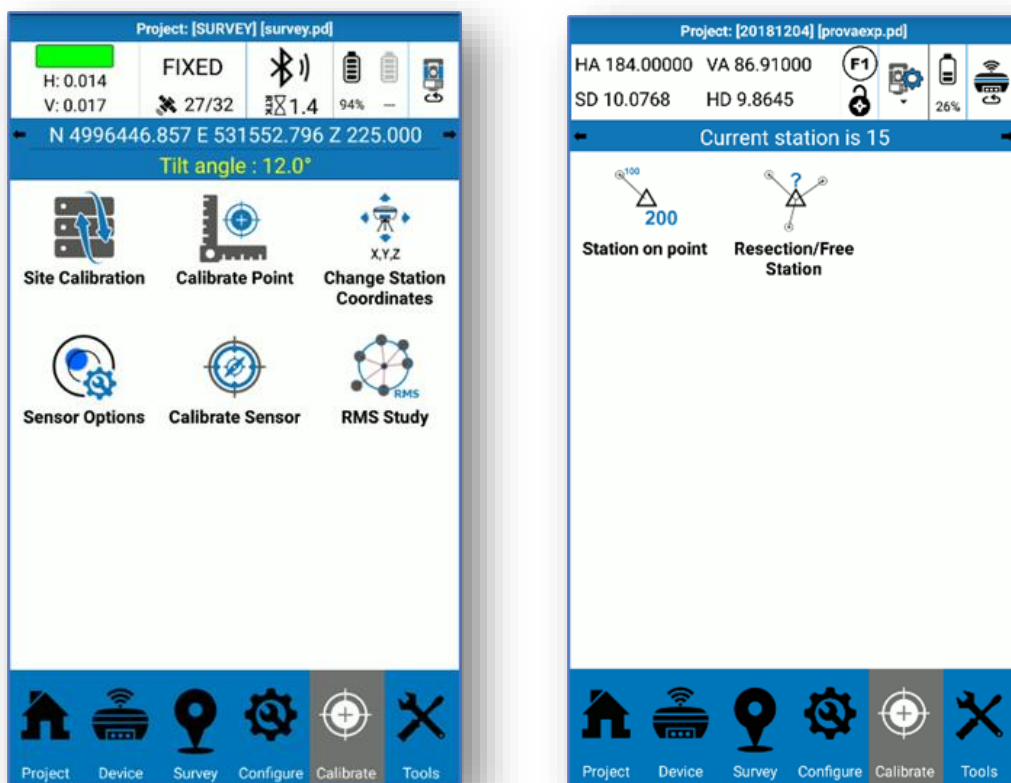 Project: [SURVEY] [survey.pd]
H: 0.014
V: 0.017
FIXED
27/32
1.4
94%
--
N 4996446.857 E 531552.796 Z 225.000
Tilt angle : 12.0°
X,Y,Z
Site Calibration
Calibrate Point
Change Station
Coordinates
RMS
Sensor Options
Calibrate Sensor
RMS Study
Project
Device
Survey
Configure
Calibrate
Tools
Project: [20181204] [provaexp.pd]
HA 184.00000 VA 86.91000
SD 10.0768 HD 9.8645
F1
26%
Current station is 15
100
200
?
Station on point
Resection/Free
Station
Project
Device
Survey
Configure
Calibrate
Tools